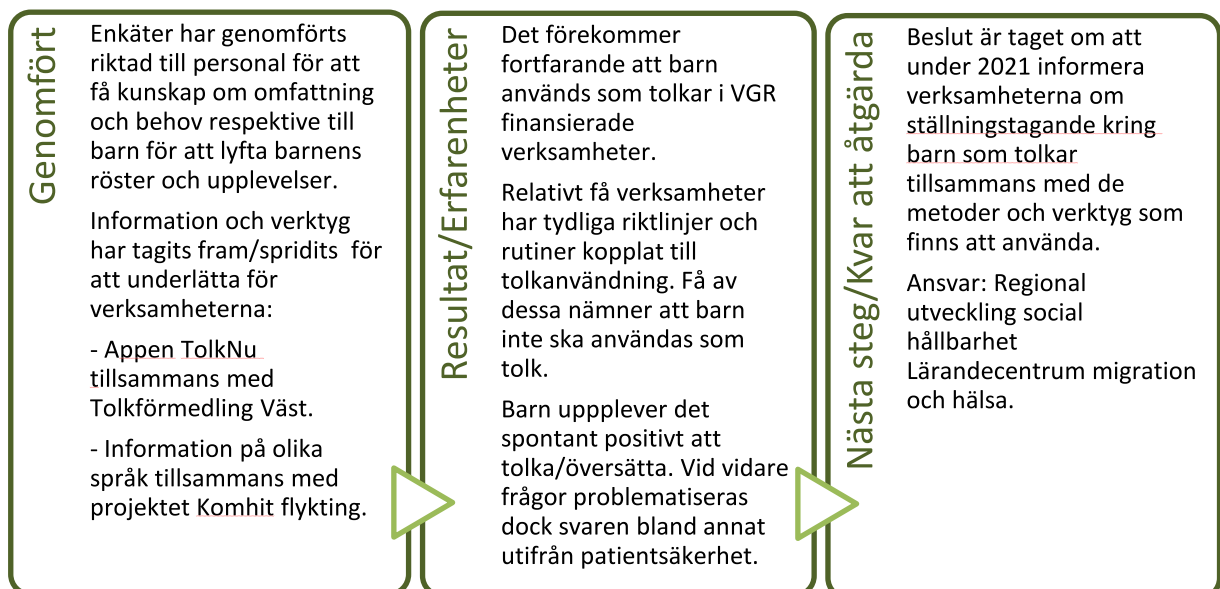 Genomfört
Enkäter har genomförts
riktad till personal för att
få kunskap om omfattning
och behov respektive till
barn för att lyfta barnens
röster och upplevelser.
Information och verktyg
har tagits fram/spridits  för
att underlätta för
verksamheterna:
- Appen TolkNu
tillsammans med
Tolkförmedling Väst.
- Information på olika
språk tillsammans med
projektet Komhit flykting.
Resultat/Erfarenheter
Det förekommer
fortfarande att barn
används som tolkar i VGR
finansierade
verksamheter.
Relativt få verksamheter
har tydliga riktlinjer och
rutiner kopplat till
tolkanvändning. Få av
dessa nämner att barn
inte ska användas som
tolk.
Barn uppplever det
spontant positivt att
tolka/översätta. Vid vidare
frågor problematiseras
dock svaren bland annat
utifrån patientsäkerhet.
Nästa steg/Kvar att åtgärda
Beslut är taget om att
under 2021 informera
verksamheterna om
ställningstagande kring
barn som tolkar
tillsammans med de
metoder och verktyg som
finns att använda.
Ansvar: Regional
utveckling social
hållbarhet
Lärandecentrum migration
och hälsa.